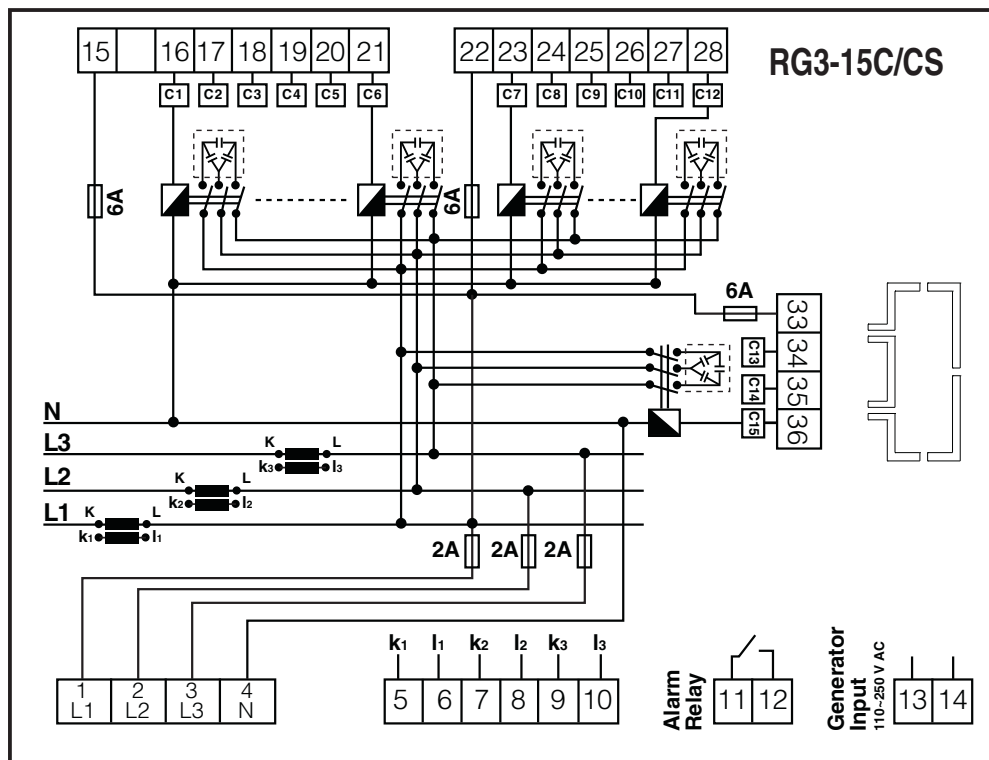 RG3-15C/CS
15 16 17 18 19 20 21
22 23 24 25 26 27 28
C1 C2 C3 C4 C5 C6
C7 C8 C9 C10 C11 C12
6A
6A
6A
33
34
35
36
C13
C14
C15
N
L3
K L
k3 l3
L2
K L
k2 l2
L1
K L
k1 l1
2A 2A 2A
k1 l1 k2 l2 k3 l3
1 2 3 4
L1 L2 L3 N
5 6 7 8 9 10
Alarm
Relay
11 12
Generator
Input
110~250 V AC
13 14